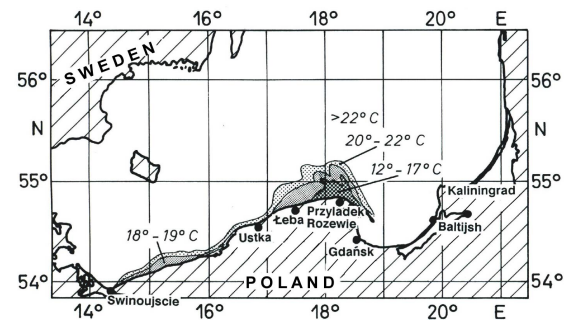 14° 16° 18° 20° E
SWEDEN
56° 56°
N N
>22° C
20° - 22° C
12° - 17° C
55° 55°
Kaliningrad
Łeba Przyladek
Rozewie
Baltijsh
18° - 19° C
Ustka
Gdańsk
54° 54°
POLAND
Swinoujscie
14° 16° 18° 20° E